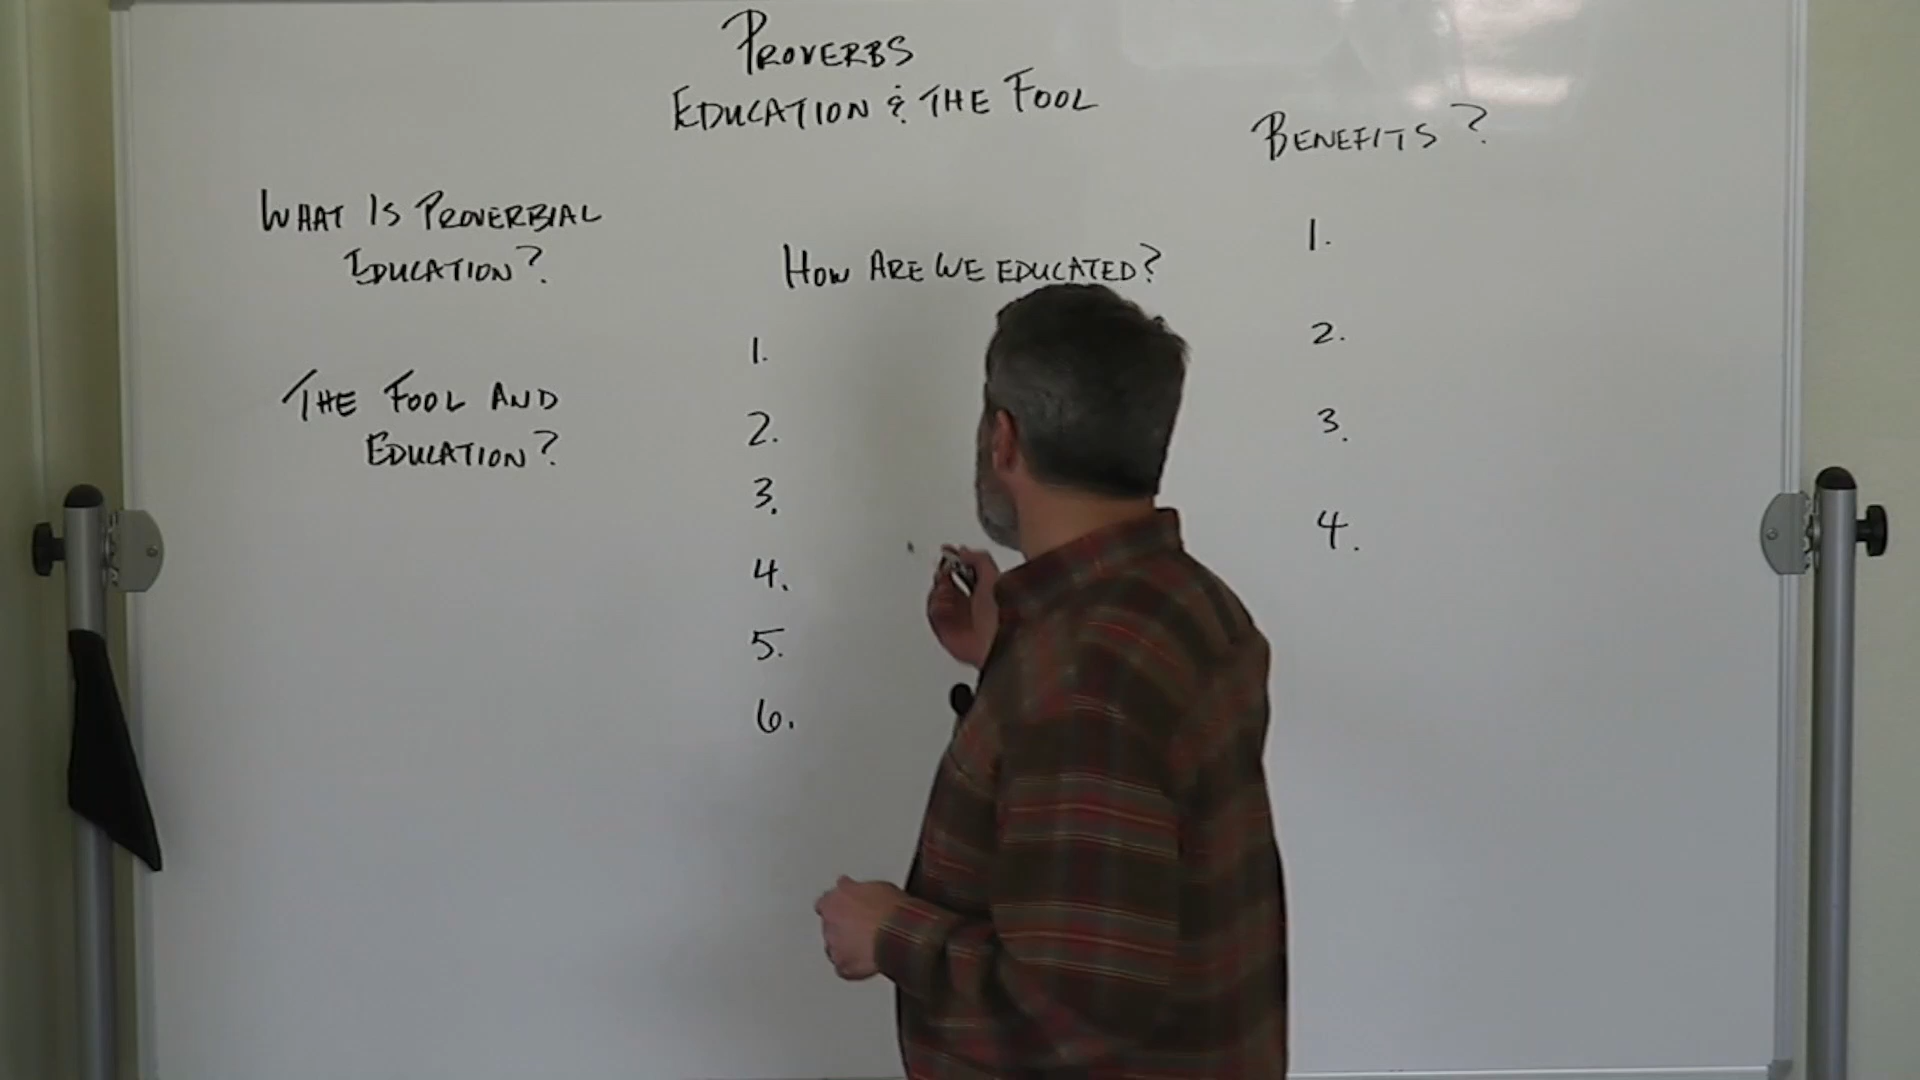 PROVERBS
EDUCATION & THE FOOL
WHAT IS PROVERBIAL
EDUCATION?
THE FOOL AND
EDUCATION?
HOW ARE WE EDUCATED?
1.
2.
3.
4.
5.
6.
BENEFITS?
1.
2.
3.
4.